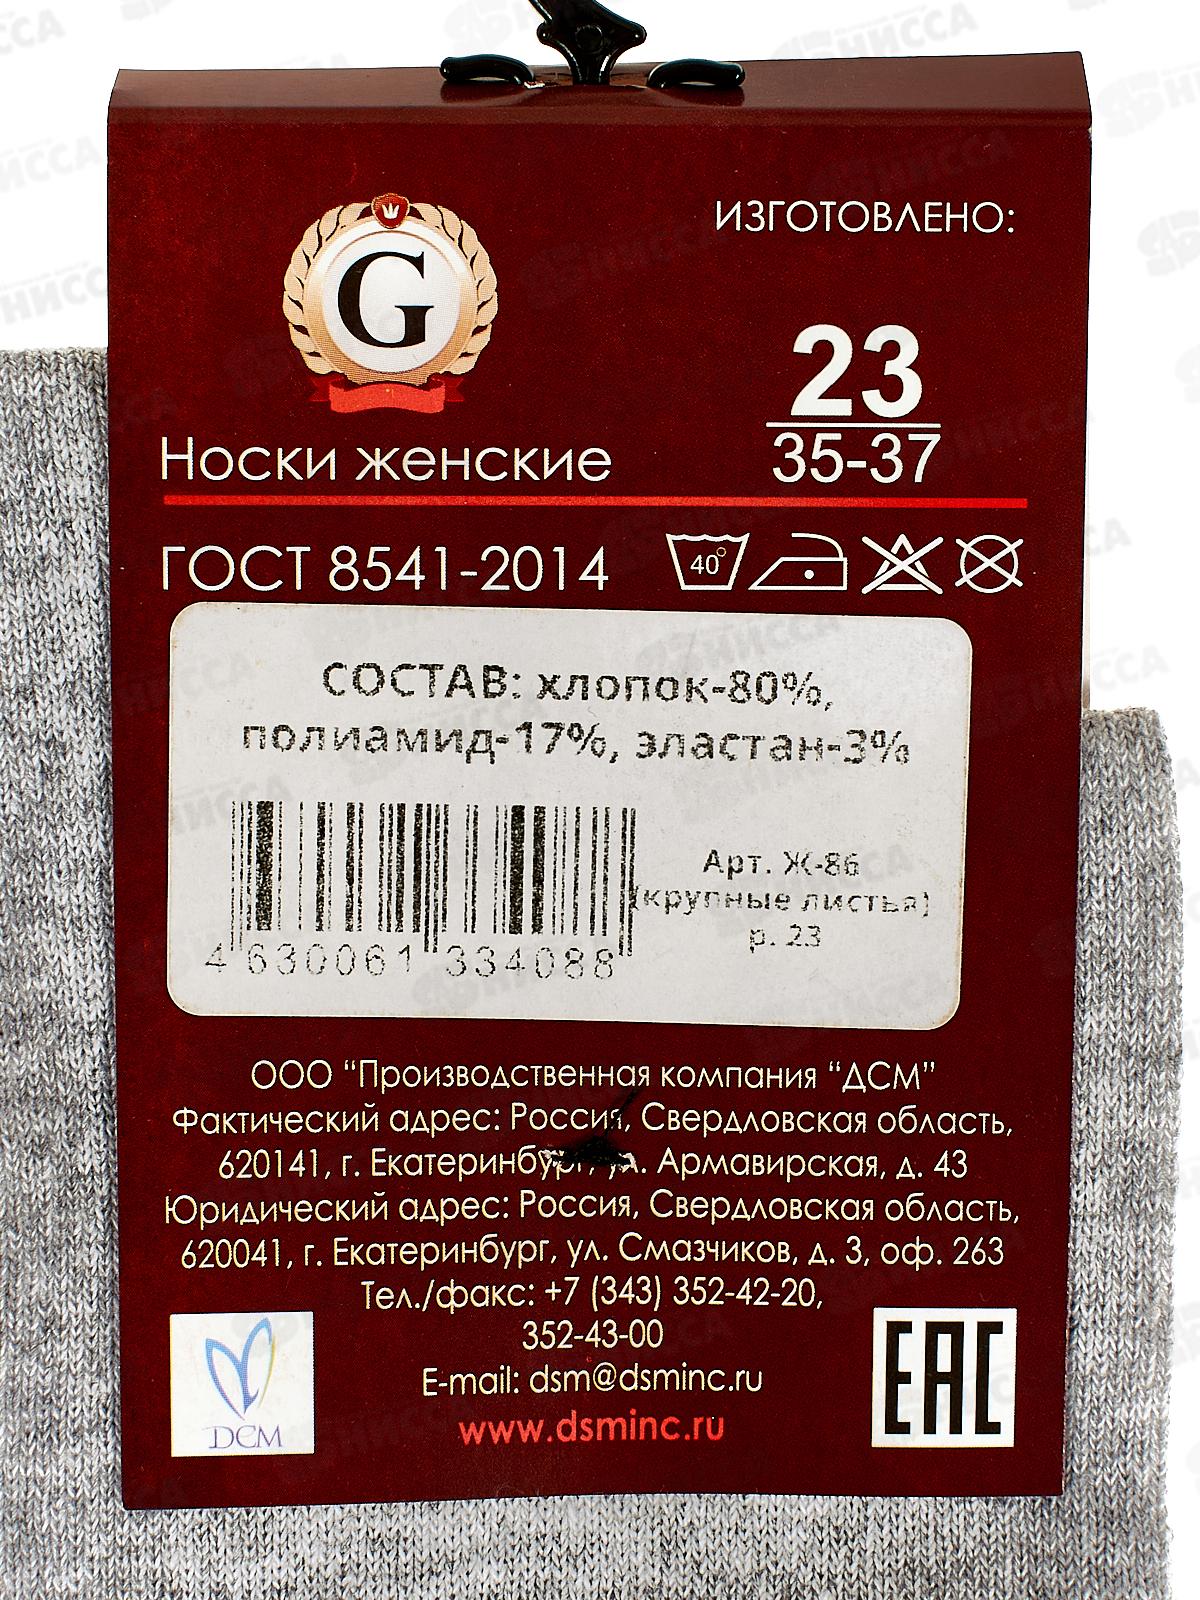 ИЗГОТОВЛЕНО:
G
23
35-37
Носки женские
ГОСТ 8541-2014
40°
СОСТАВ: хлопок-80%,
полиамид-17%, эластан-3%
Арт. Ж-86
(крупные листья)
р. 23
4 630061 334088
ООО “Производственная компания “ДСМ”
Фактический адрес: Россия, Свердловская область,
620141, г. Екатеринбург, ул. Армавирская, д. 43
Юридический адрес: Россия, Свердловская область,
620041, г. Екатеринбург, ул. Смазчиков, д. 3, оф. 263
Тел./факс: +7 (343) 352-42-20,
352-43-00
E-mail: dsm@dsminc.ru
www.dsminc.ru
ДСМ
EAC